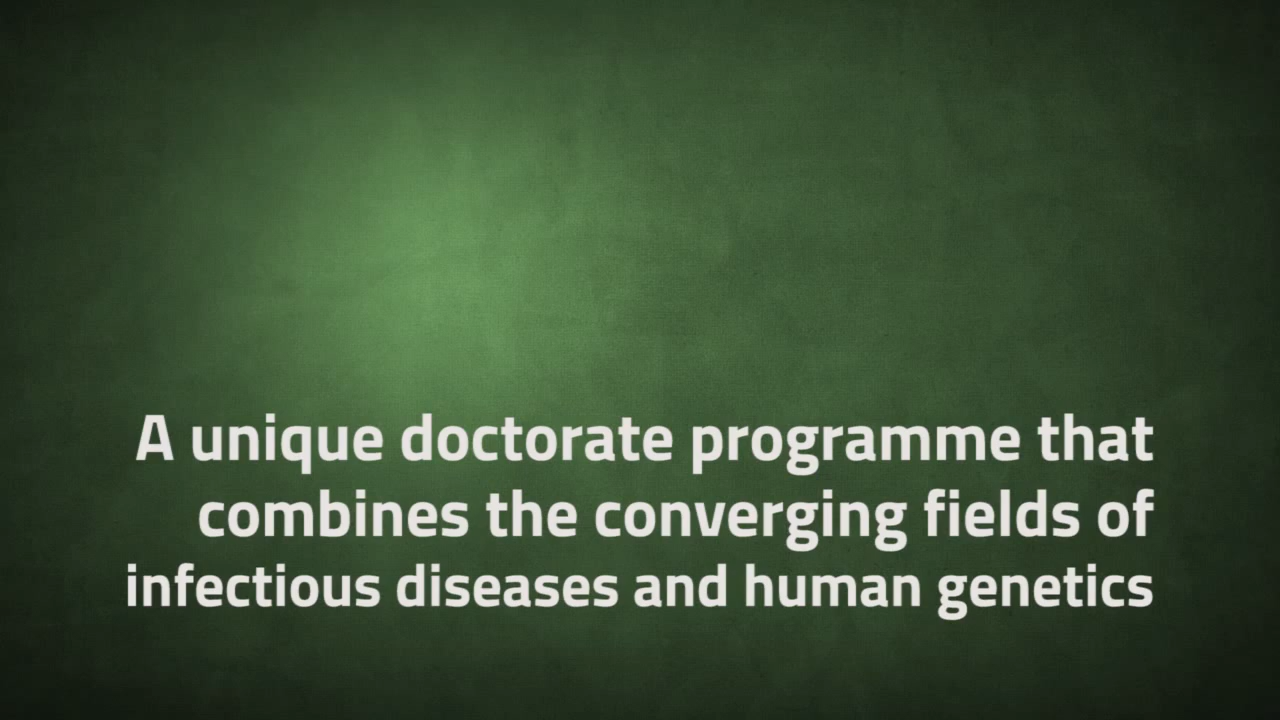 A unique doctorate programme that
combines the converging fields of
infectious diseases and human genetics